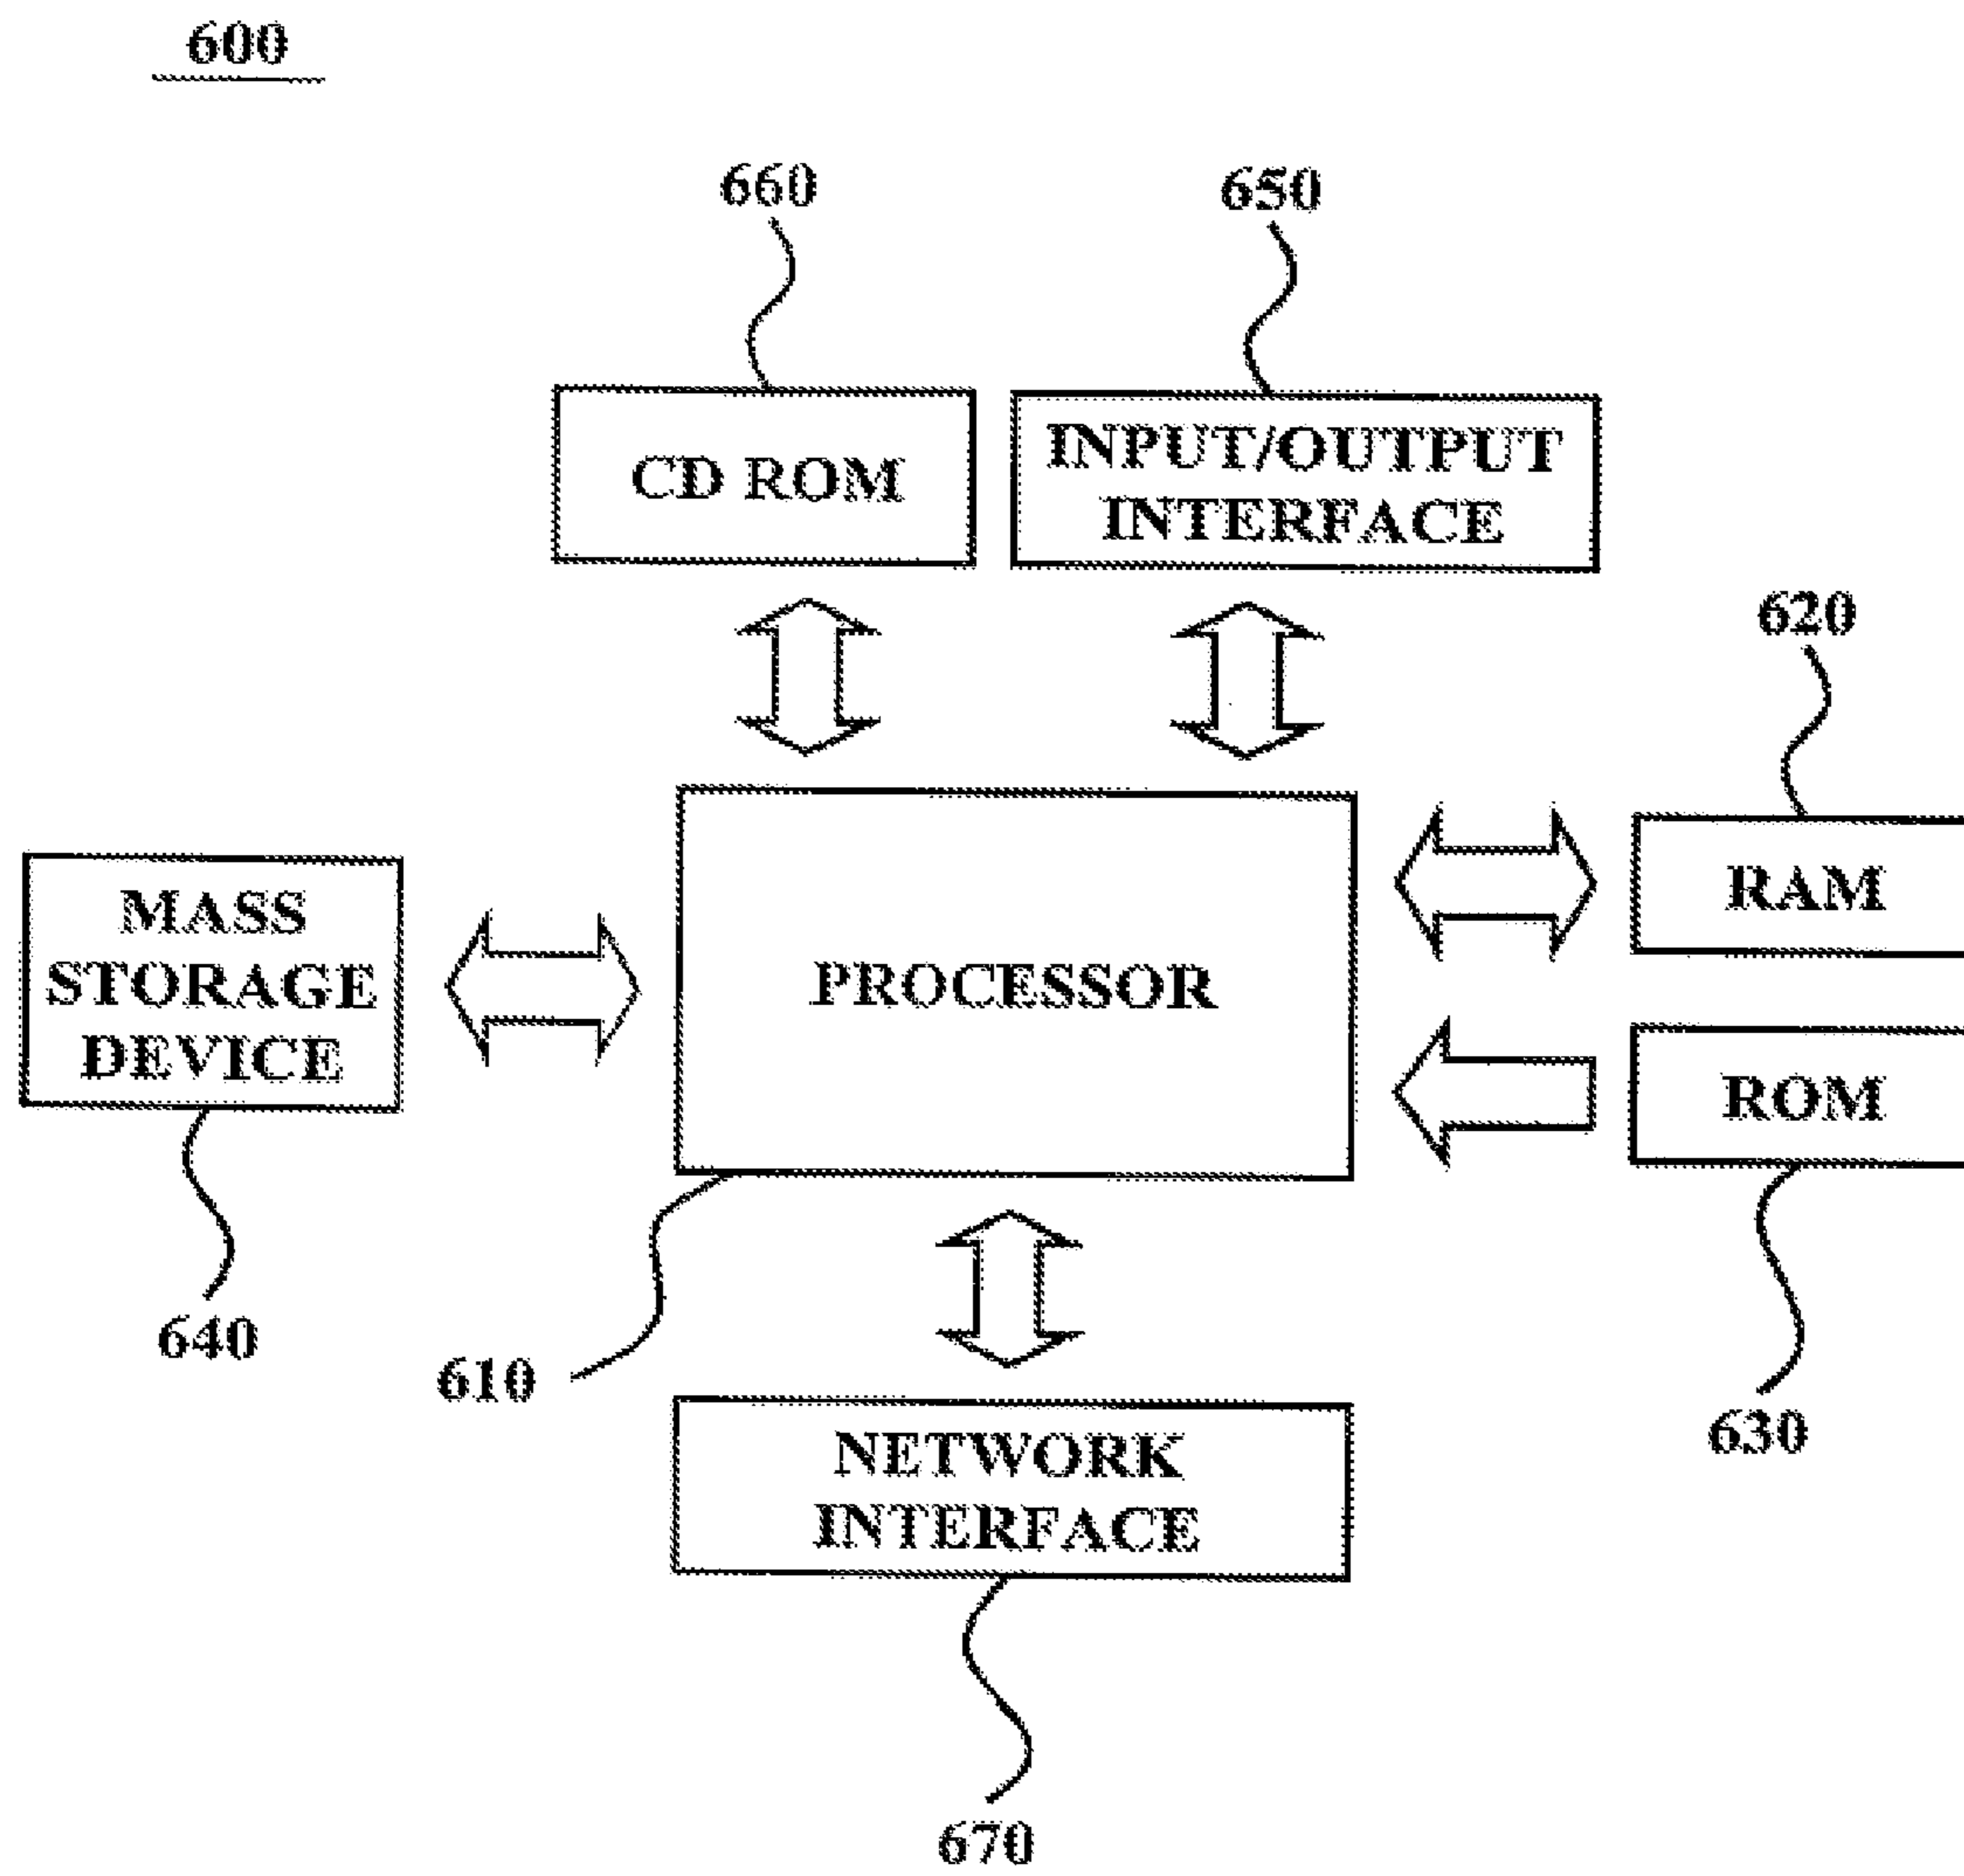 600
660
650
CD ROM
INPUT/OUTPUT
INTERFACE
620
RAM
MASS
STORAGE
DEVICE
PROCESSOR
ROM
640
610
630
NETWORK
INTERFACE
670